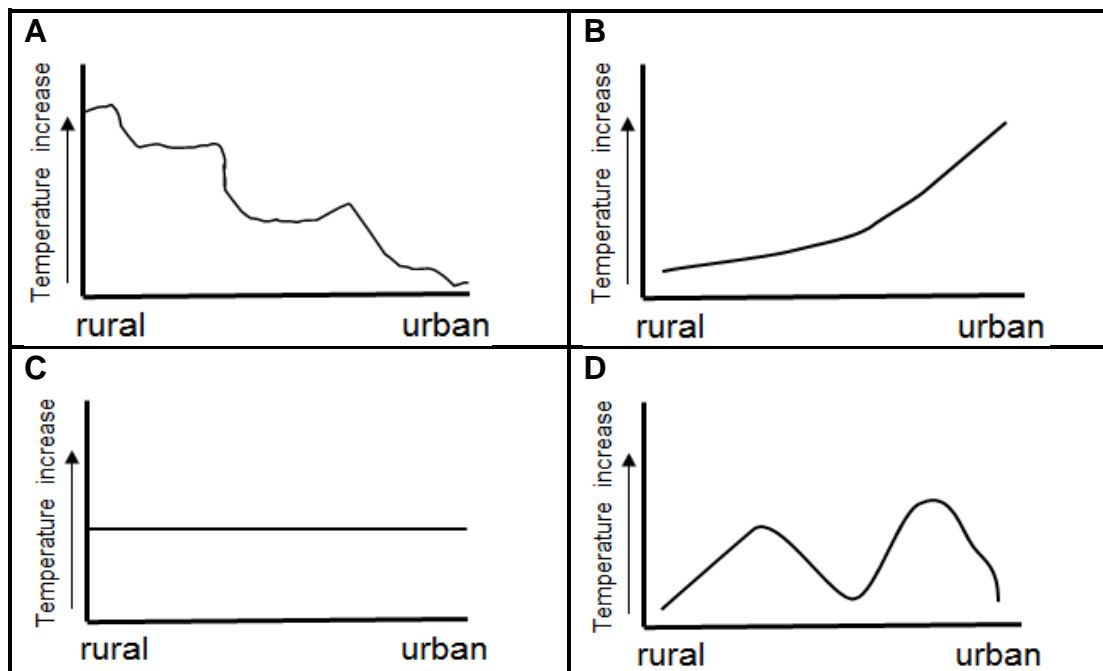 A
Temperature increase
rural urban
B
Temperature increase
rural urban
C
Temperature increase
rural urban
D
Temperature increase
rural urban